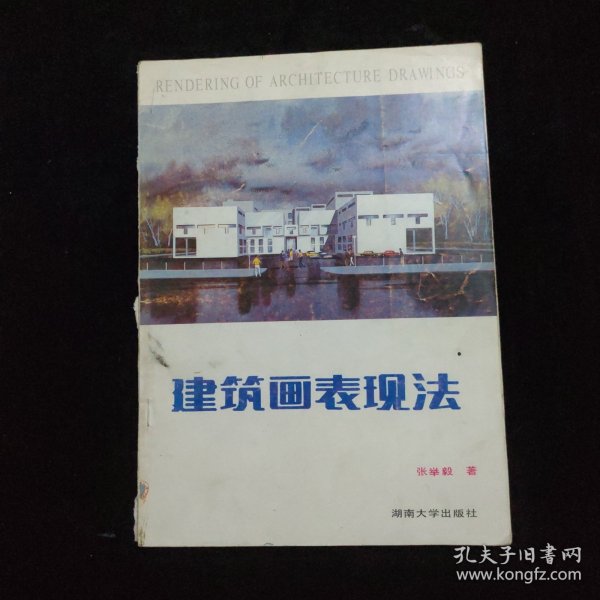 RENDERING OF ARCHITECTURE DRAWINGS
建筑画表现法
张举毅 著
湖南大学出版社
孔夫子旧书网
www.kongfz.com